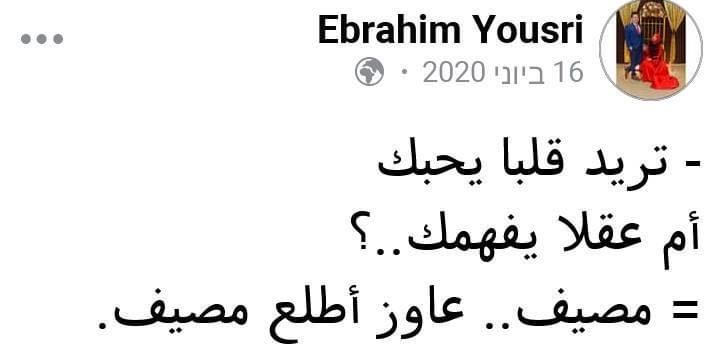 Ebrahim Yousri
16 ביוני 2020 ·
- تريد قلبا يحبك
أم عقلا يفهمك..؟
= مصيف.. عاوز أطلع مصيف.